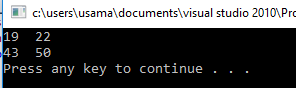 c:\users\usama\documents\visual studio 2010\Pro
19 22
43 50
Press any key to continue . . .